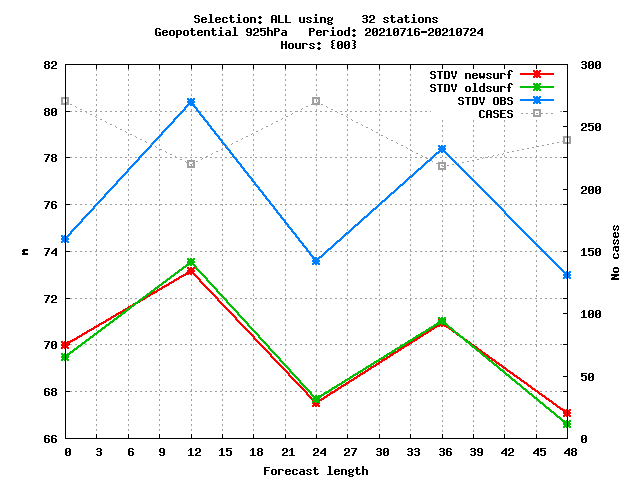 Selection: ALL using    32 stations
Geopotential 925hPa   Period: 20210716-20210724
Hours: {00}
82 300
STDV newsurf
STDV oldsurf
STDV OBS
CASES
80
250
78
76
200
74
150
m
No cases
72
100
70
68
50
66 0
0 3 6 9 12 15 18 21 24 27 30 33 36 39 42 45 48
Forecast length